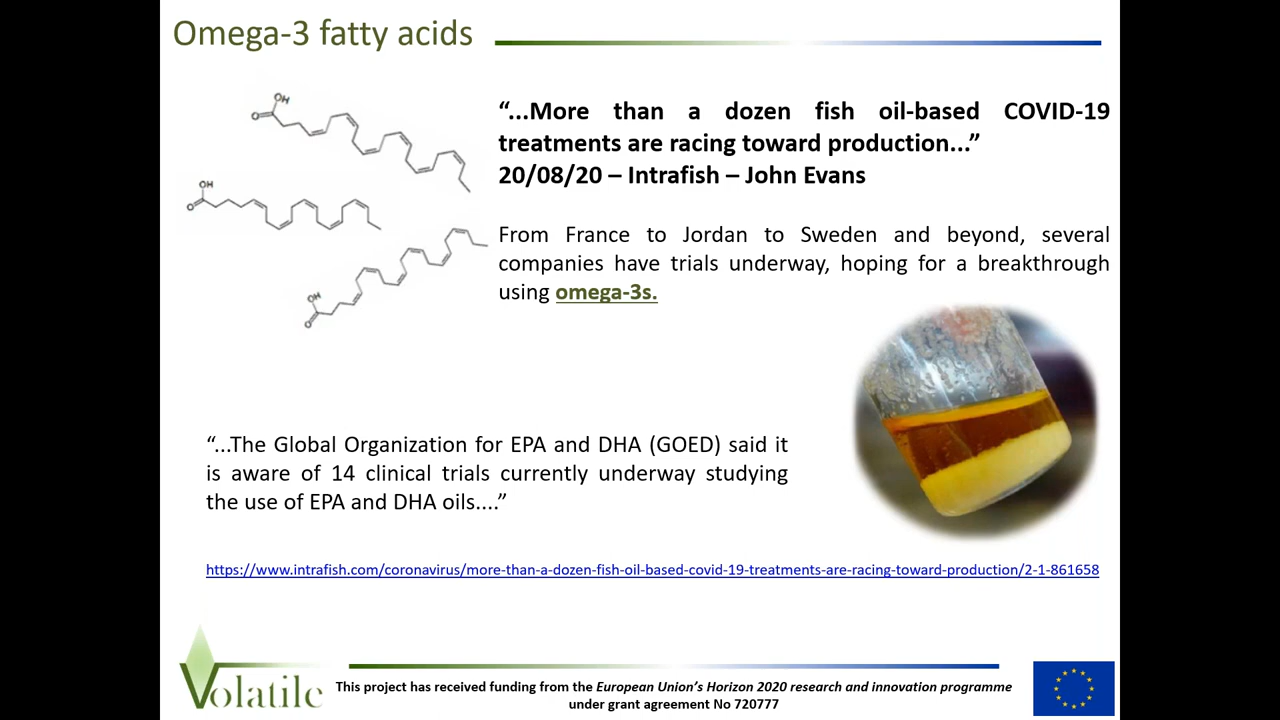 Omega-3 fatty acids
OH
O
OH
O
OH
O
“...More than a dozen fish oil-based COVID-19
treatments are racing toward production...”
20/08/20 – Intrafish – John Evans
From France to Jordan to Sweden and beyond, several
companies have trials underway, hoping for a breakthrough
using omega-3s.
“...The Global Organization for EPA and DHA (GOED) said it
is aware of 14 clinical trials currently underway studying
the use of EPA and DHA oils....”
https://www.intrafish.com/coronavirus/more-than-a-dozen-fish-oil-based-covid-19-treatments-are-racing-toward-production/2-1-861658
Volatile
This project has received funding from the European Union’s Horizon 2020 research and innovation programme
under grant agreement No 720777